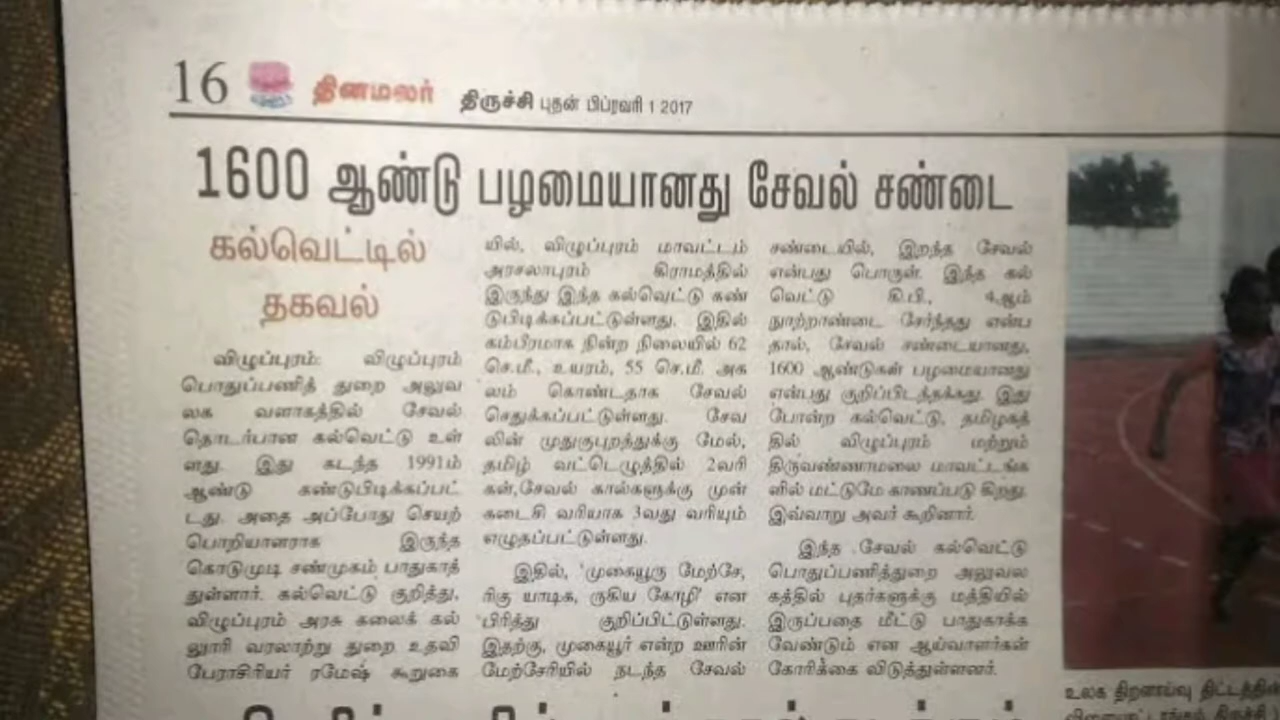 16 தினமலர் திருச்சி புதன் பிப்ரவரி 1 2017
1600 ஆண்டு பழமையானது சேவல் சண்டை
கல்வெட்டில்
தகவல்
விழுப்புரம்: விழுப்புரம்
பொதுப்பணித் துறை அலுவ
லக வளாகத்தில் சேவல்
தொடர்பான கல்வெட்டு உள்
ளது. இது கடந்த 1991ம்
ஆண்டு கண்டுபிடிக்கப்பட்
டது. அதை அப்போது செயற்
பொறியாளராக இருந்த
கொடுமுடி சண்முகம் பாதுகாத்
துள்ளார். கல்வெட்டு குறித்து,
விழுப்புரம் அரசு கலைக் கல்
லூரி வரலாற்று துறை உதவி
பேராசிரியர் ரமேஷ் கூறுகை
யில், விழுப்புரம் மாவட்டம்
அரசலாபுரம் கிராமத்தில்
இருந்து இந்த கல்வெட்டு கண்
டுபிடிக்கப்பட்டுள்ளது. இதில்
கம்பீரமாக நின்ற நிலையில் 62
செ.மீ., உயரம், 55 செ.மீ. அக
லம் கொண்டதாக சேவல்
செதுக்கப்பட்டுள்ளது. சேவ
லின் முதுகுபுறத்துக்கு மேல்,
தமிழ் வட்டெழுத்தில் 2வரி
கள்,சேவல் கால்களுக்கு முன்
கடைசி வரியாக 3வது வரியும்
எழுதப்பட்டுள்ளது.
இதில், 'முகையூரு மேற்சே,
ரிகு யாடிக, ருகிய கோழி' என
பிரித்து குறிப்பிட்டுள்ளது.
இதற்கு, முகையூர் என்ற ஊரின்
மேற்சேரியில் நடந்த சேவல்
சண்டையில், இறந்த சேவல்
என்பது பொருள். இந்த கல்
வெட்டு கி.பி., 4ஆம்
நூற்றாண்டை சேர்ந்தது என்ப
தால், சேவல் சண்டையானது,
1600 ஆண்டுகள் பழமையானது
என்பது குறிப்பிடத்தக்கது. இது
போன்ற கல்வெட்டு, தமிழகத்
தில் விழுப்புரம் மற்றும்
திருவண்ணாமலை மாவட்டங்க
ளில் மட்டுமே காணப்படு கிறது.
இவ்வாறு அவர் கூறினார்.
இந்த சேவல் கல்வெட்டு
பொதுப்பணித்துறை அலுவல
கத்தில் புதர்களுக்கு மத்தியில்
இருப்பதை மீட்டு பாதுகாக்க
வேண்டும் என ஆய்வாளர்கள்
கோரிக்கை விடுத்துள்ளனர்.
உலக திறனாய்வு திட்டத்தின்